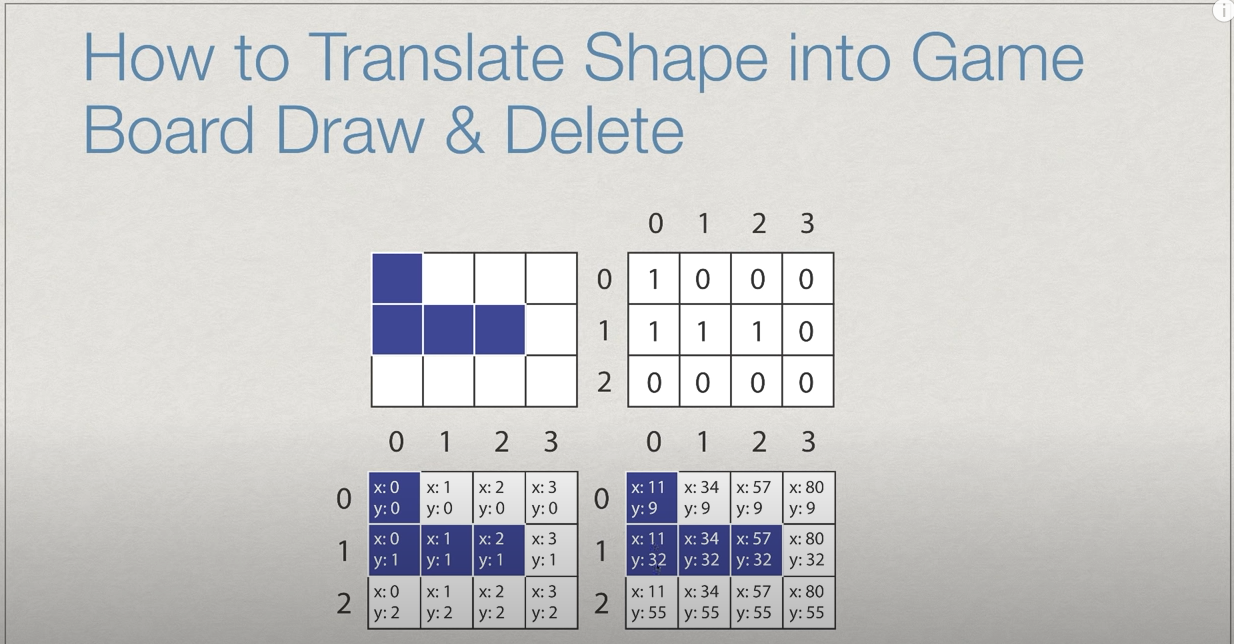 How to Translate Shape into Game
Board Draw & Delete
0 1 2 3
0 1 0 0 0
1 1 1 1 0
2 0 0 0 0
0 1 2 3
0 x: 0 x: 1 x: 2 x: 3
y: 0 y: 0 y: 0 y: 0
1 x: 0 x: 1 x: 2 x: 3
y: 1 y: 1 y: 1 y: 1
2 x: 0 x: 1 x: 2 x: 3
y: 2 y: 2 y: 2 y: 2
0 1 2 3
0 x: 11 x: 34 x: 57 x: 80
y: 9 y: 9 y: 9 y: 9
1 x: 11 x: 34 x: 57 x: 80
y: 32 y: 32 y: 32 y: 32
2 x: 11 x: 34 x: 57 x: 80
y: 55 y: 55 y: 55 y: 55
i